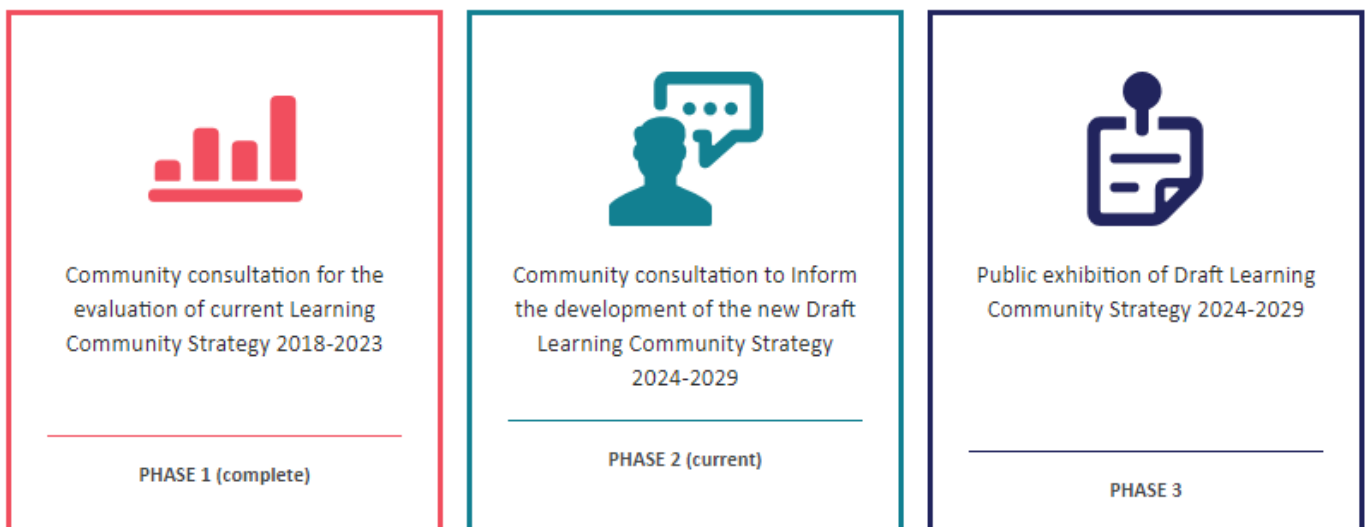 Community consultation for the
evaluation of current Learning
Community Strategy 2018-2023
PHASE 1 (complete)
Community consultation to Inform
the development of the new Draft
Learning Community Strategy
2024-2029
PHASE 2 (current)
Public exhibition of Draft Learning
Community Strategy 2024-2029
PHASE 3